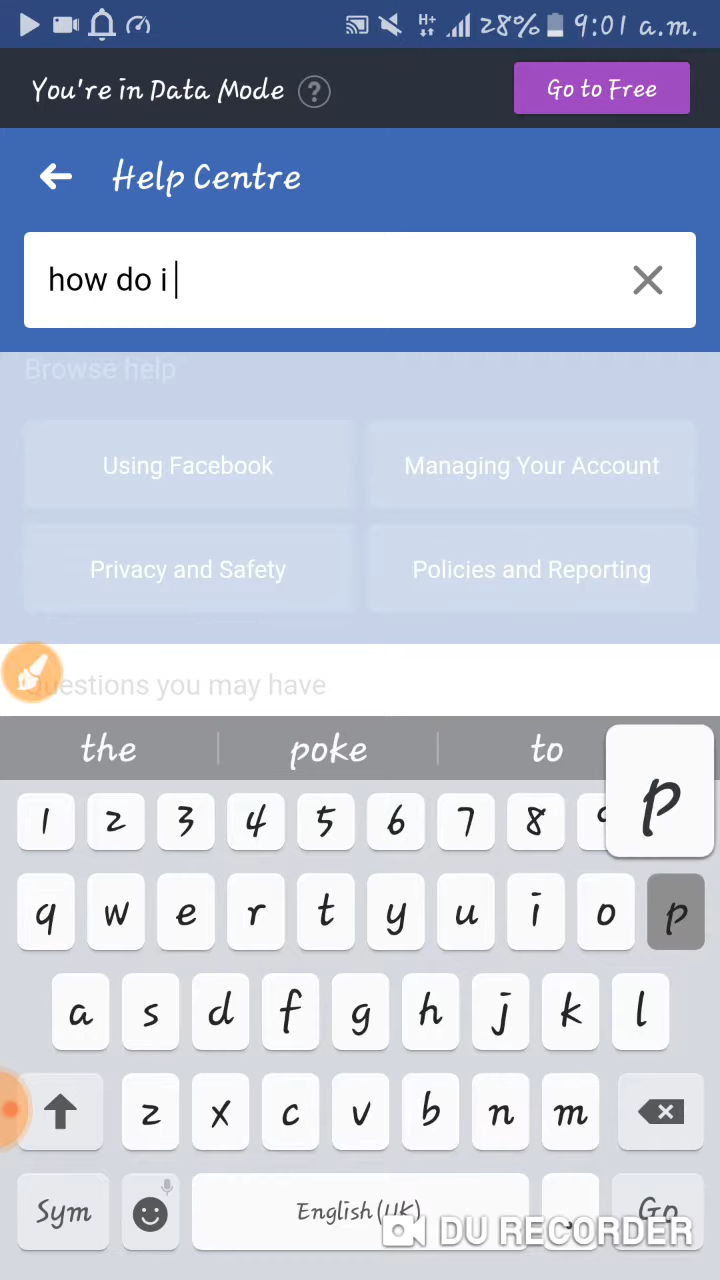 H+ 28% 9:01 a.m.
You're in Data Mode ? Go to Free
Help Centre
how do i
Browse help
Using Facebook Managing Your Account
Privacy and Safety Policies and Reporting
Questions you may have
the poke to
p
1 2 3 4 5 6 7 8 9
q w e r t y u i o p
a s d f g h j k l
z x c v b n m
Sym English (UK) . Go
DU RECORDER